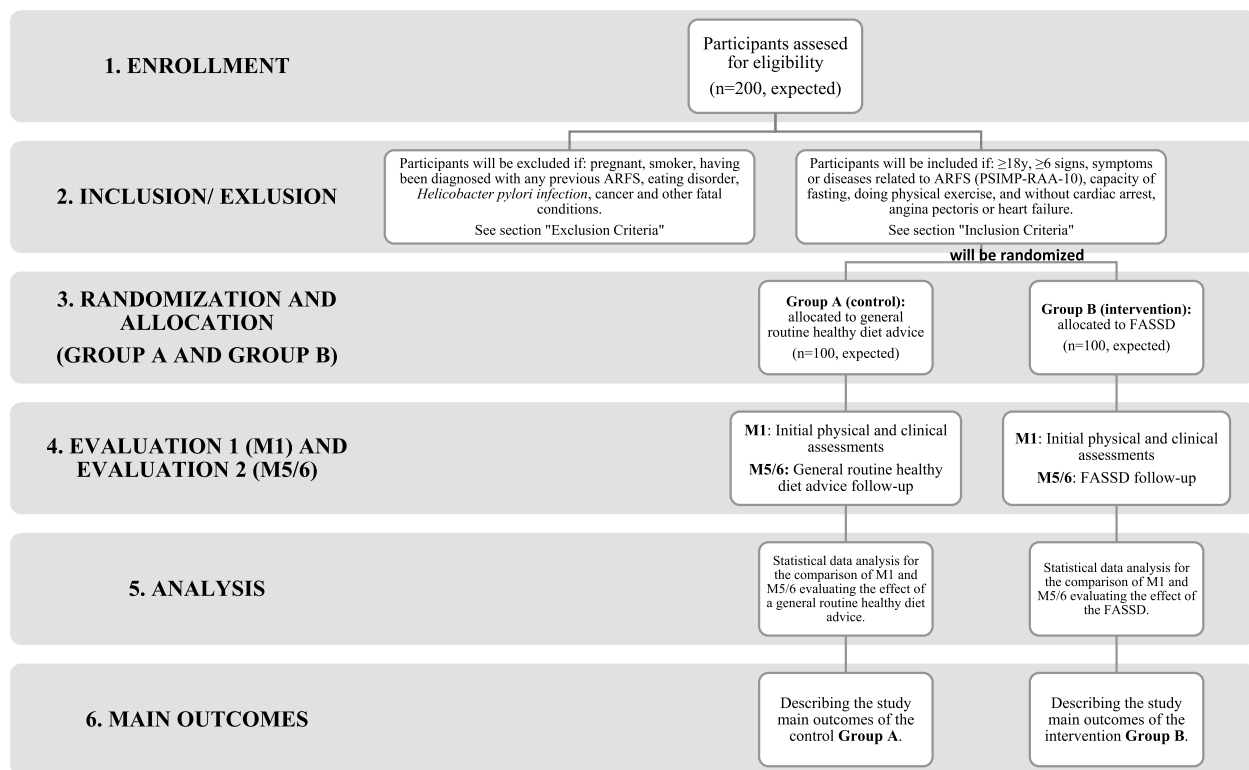 1. ENROLLMENT
Participants assesed
for eligibility
(n=200, expected)
2. INCLUSION/ EXLUSION
Participants will be excluded if: pregnant, smoker, having
been diagnosed with any previous ARFS, eating disorder,
Helicobacter pylori infection, cancer and other fatal
conditions.
See section "Exclusion Criteria"
Participants will be included if: ≥18y, ≥6 signs, symptoms
or diseases related to ARFS (PSIMP-RAA-10), capacity of
fasting, doing physical exercise, and without cardiac arrest,
angina pectoris or heart failure.
See section "Inclusion Criteria"
will be randomized
3. RANDOMIZATION AND
ALLOCATION
(GROUP A AND GROUP B)
Group A (control):
allocated to general
routine healthy diet advice
(n=100, expected)
Group B (intervention):
allocated to FASSD
(n=100, expected)
4. EVALUATION 1 (M1) AND
EVALUATION 2 (M5/6)
M1: Initial physical and clinical
assessments
M5/6: General routine healthy
diet advice follow-up
M1: Initial physical and clinical
assessments
M5/6: FASSD follow-up
5. ANALYSIS
Statistical data analysis for
the comparison of M1 and
M5/6 evaluating the effect of
a general routine healthy diet
advice.
Statistical data analysis for
the comparison of M1 and
M5/6 evaluating the effect of
the FASSD.
6. MAIN OUTCOMES
Describing the study
main outcomes of the
control Group A.
Describing the study
main outcomes of the
intervention Group B.